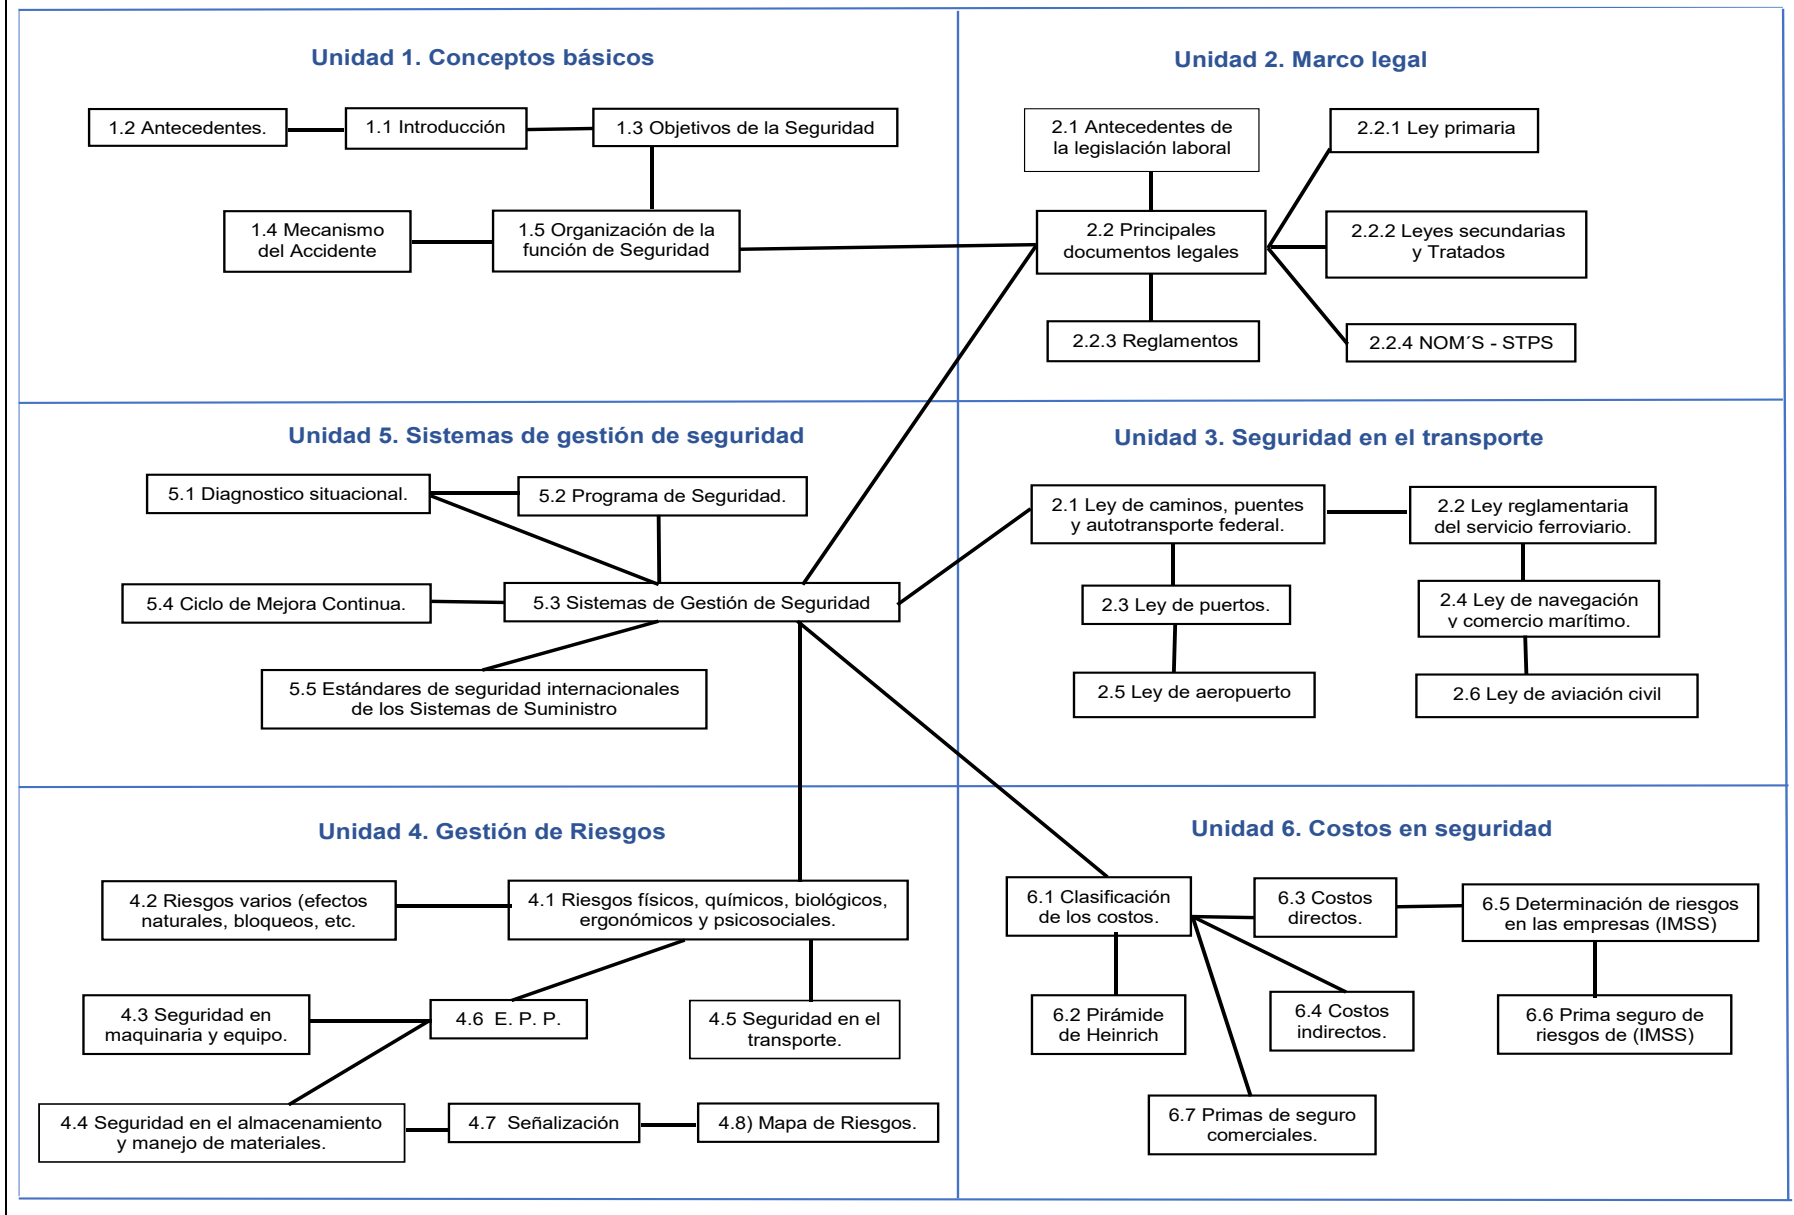 Unidad 1. Conceptos básicos
1.2 Antecedentes.
1.1 Introducción
1.3 Objetivos de la Seguridad
1.4 Mecanismo
del Accidente
1.5 Organización de la
función de Seguridad
Unidad 2. Marco legal
2.1 Antecedentes de
la legislación laboral
2.2.1 Ley primaria
2.2 Principales
documentos legales
2.2.2 Leyes secundarias
y Tratados
2.2.3 Reglamentos
2.2.4 NOM´S - STPS
Unidad 5. Sistemas de gestión de seguridad
5.1 Diagnostico situacional.
5.2 Programa de Seguridad.
5.4 Ciclo de Mejora Continua.
5.3 Sistemas de Gestión de Seguridad
5.5 Estándares de seguridad internacionales
de los Sistemas de Suministro
Unidad 3. Seguridad en el transporte
2.1 Ley de caminos, puentes
y autotransporte federal.
2.2 Ley reglamentaria
del servicio ferroviario.
2.3 Ley de puertos.
2.4 Ley de navegación
y comercio marítimo.
2.5 Ley de aeropuerto
2.6 Ley de aviación civil
Unidad 4. Gestión de Riesgos
4.2 Riesgos varios (efectos
naturales, bloqueos, etc.
4.1 Riesgos físicos, químicos, biológicos,
ergonómicos y psicosociales.
4.3 Seguridad en
maquinaria y equipo.
4.6 E. P. P.
4.5 Seguridad en el
transporte.
4.4 Seguridad en el almacenamiento
y manejo de materiales.
4.7 Señalización
4.8) Mapa de Riesgos.
Unidad 6. Costos en seguridad
6.1 Clasificación
de los costos.
6.3 Costos
directos.
6.5 Determinación de riesgos
en las empresas (IMSS)
6.2 Pirámide
de Heinrich
6.4 Costos
indirectos.
6.6 Prima seguro de
riesgos de (IMSS)
6.7 Primas de seguro
comerciales.